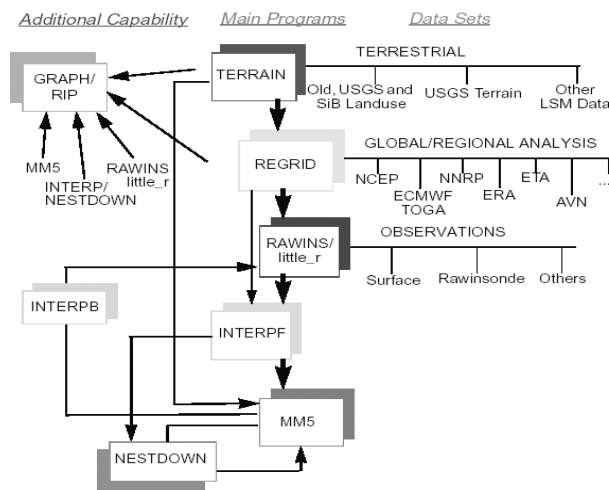 Additional Capability
Main Programs
Data Sets
TERRESTRIAL
GRAPH/
RIP
TERRAIN
Old, USGS and
SiB Landuse
USGS Terrain
Other
LSM Data
MM5
INTERP/
NESTDOWN
RAWINS
little_r
REGRID
GLOBAL/REGIONAL ANALYSIS
NCEP
ECMWF
TOGA
NNRP
ERA
ETA
AVN
...
RAWINS/
little_r
OBSERVATIONS
Surface
Rawinsonde
Others
INTERPB
INTERPF
MM5
NESTDOWN